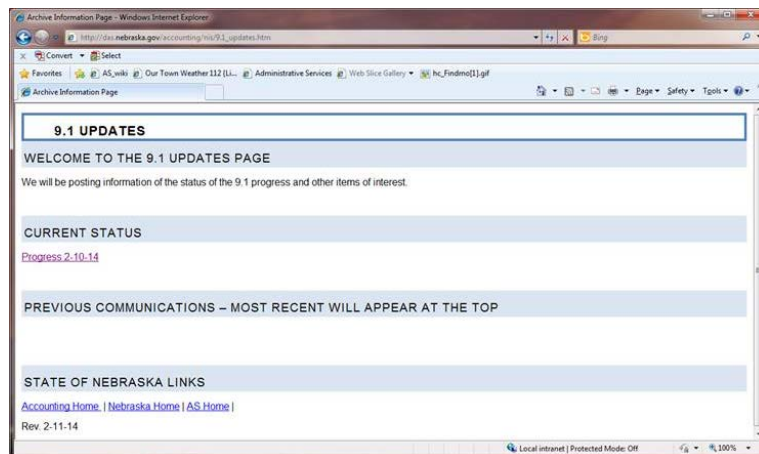 Archive Information Page - Windows Internet Explorer
http://das.nebraska.gov/accounting/nis/9.1_updates.htm
Bing
x Convert Select
Favorites AS_wiki Our Town Weather 112 (Li... Administrative Services Web Slice Gallery hc_Findmo[1].gif
Archive Information Page Page Safety Tools
9.1 UPDATES
WELCOME TO THE 9.1 UPDATES PAGE
We will be posting information of the status of the 9.1 progress and other items of interest.
CURRENT STATUS
Progress 2-10-14
PREVIOUS COMMUNICATIONS – MOST RECENT WILL APPEAR AT THE TOP
STATE OF NEBRASKA LINKS
Accounting Home | Nebraska Home | AS Home |
Rev. 2-11-14
Local intranet | Protected Mode: Off 100%